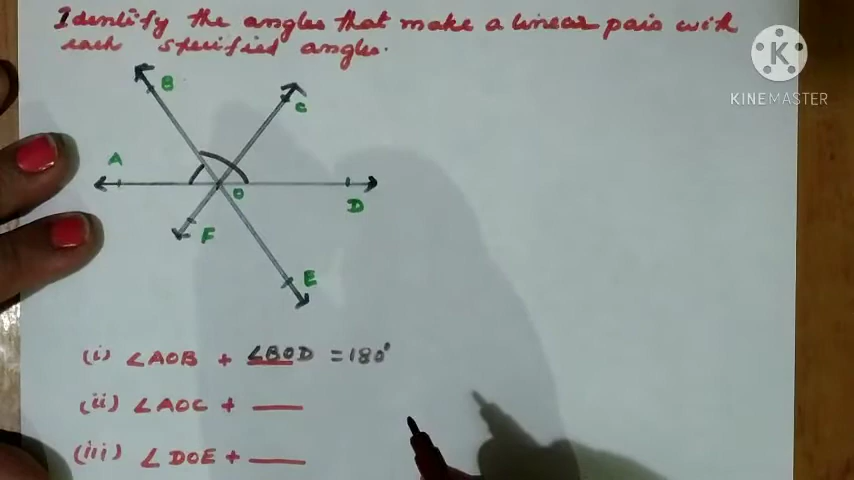 Identify the angles that make a linear pair with
each specified angles.
K
KINEMASTER
B
C
A
O
D
F
E
(i) ∠AOB + ∠BOD = 180°
(ii) ∠AOC + ___
(iii) ∠DOE + ___